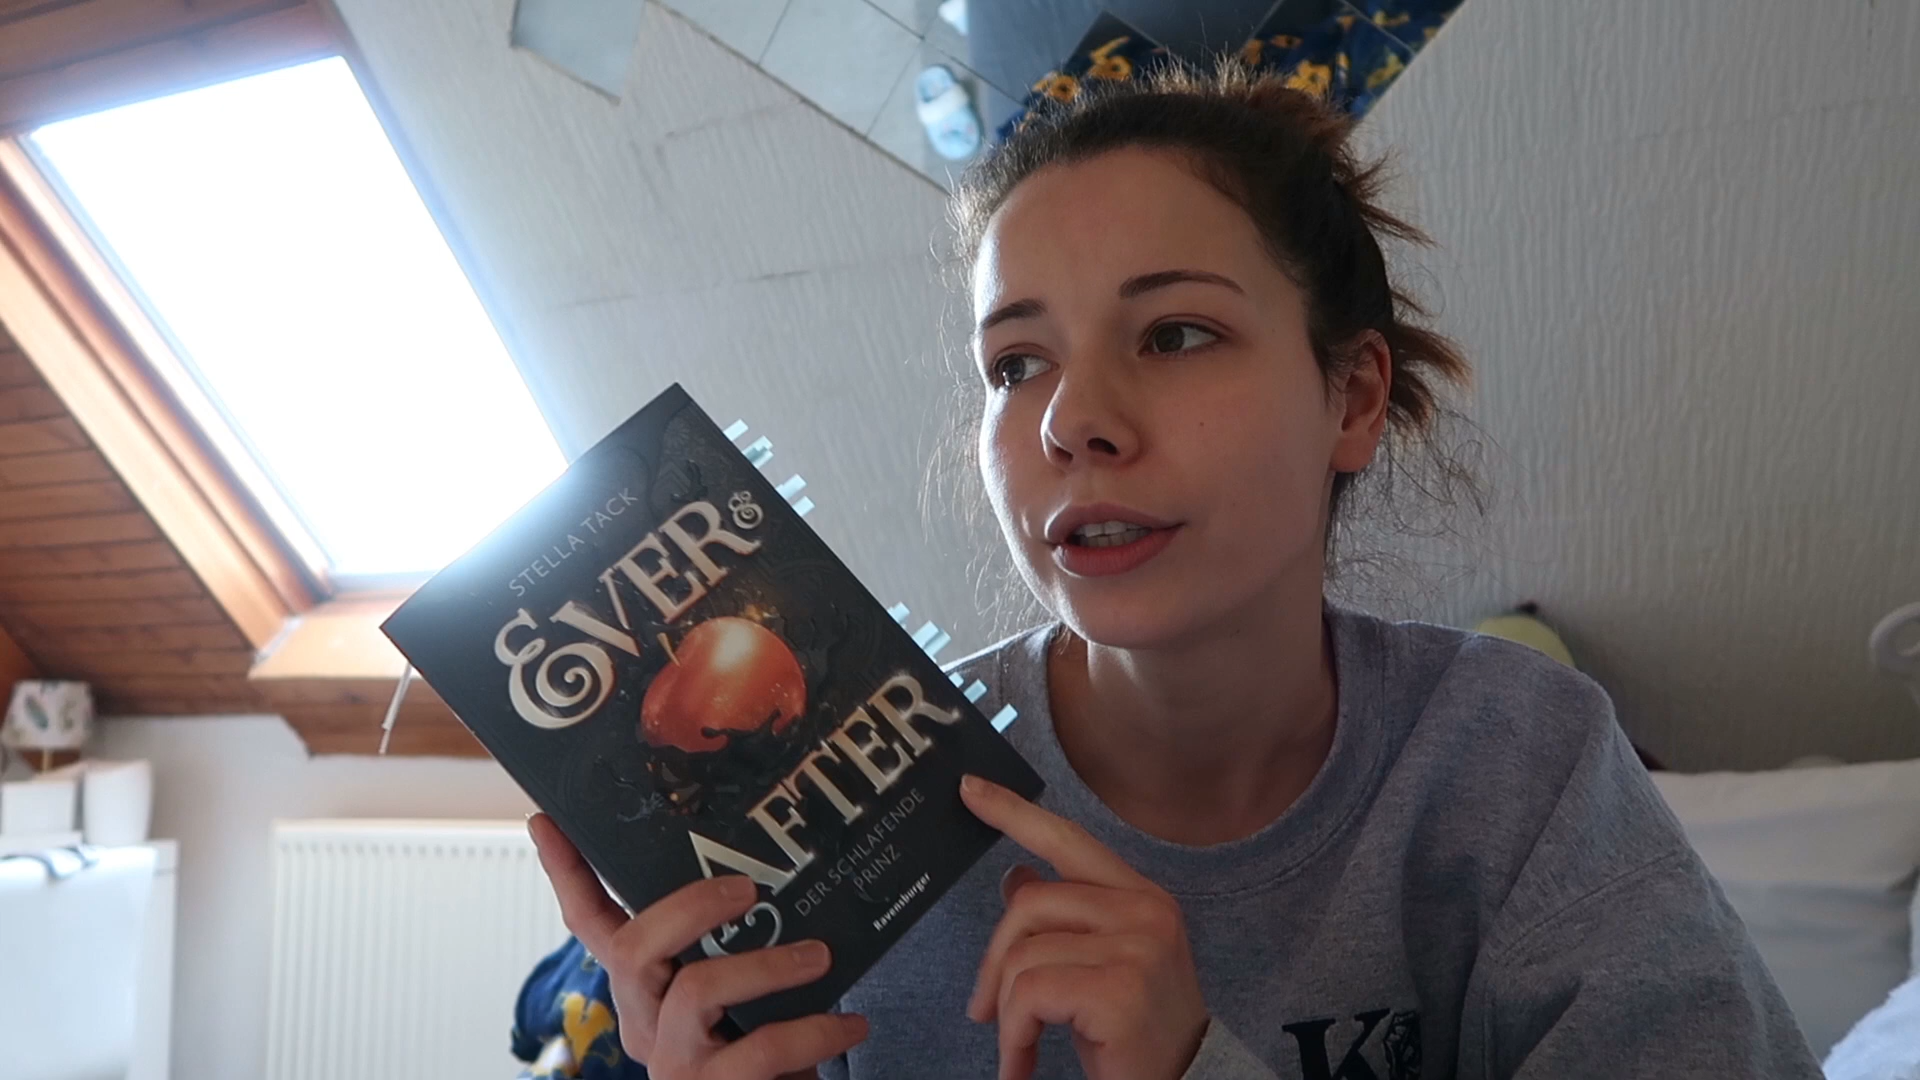 STELLA TACK
EVER &
AFTER
DER SCHLAFENDE
PRINZ
Ravensburger
K